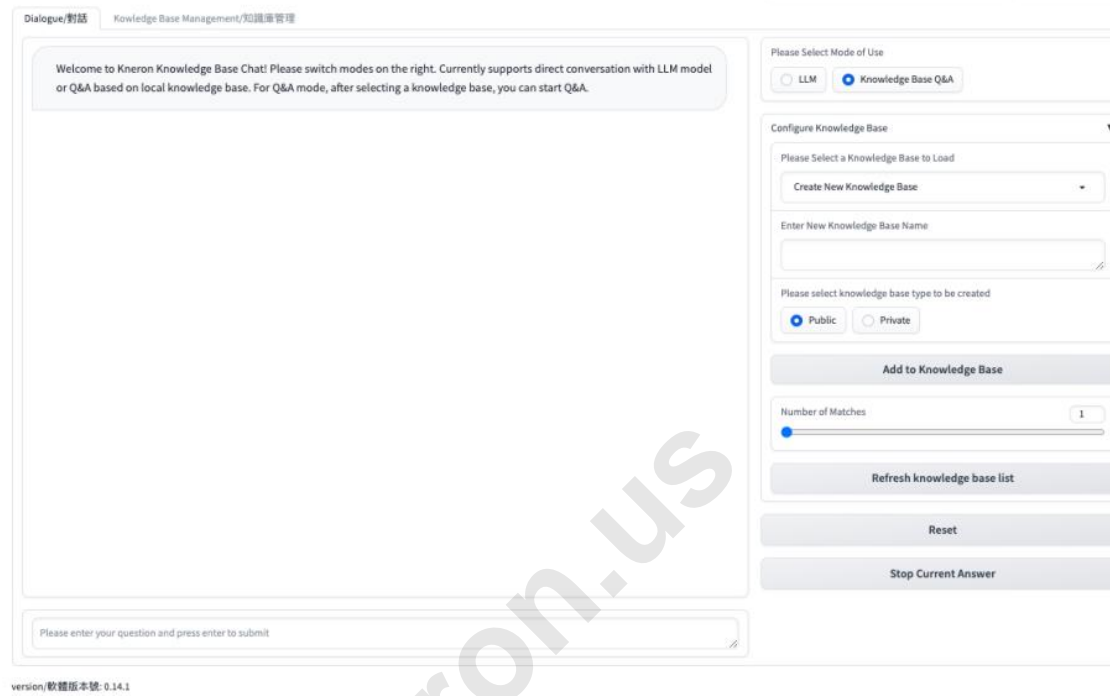 Dialogue/對話
Kowledge Base Management/知識庫管理
Welcome to Kneron Knowledge Base Chat! Please switch modes on the right. Currently supports direct conversation with LLM model
or Q&A based on local knowledge base. For Q&A mode, after selecting a knowledge base, you can start Q&A.
Please enter your question and press enter to submit
Please Select Mode of Use
LLM
Knowledge Base Q&A
Configure Knowledge Base
Please Select a Knowledge Base to Load
Create New Knowledge Base
Enter New Knowledge Base Name
Please select knowledge base type to be created
Public
Private
Add to Knowledge Base
Number of Matches
1
Refresh knowledge base list
Reset
Stop Current Answer
version/軟體版本號: 0.14.1
ron.us